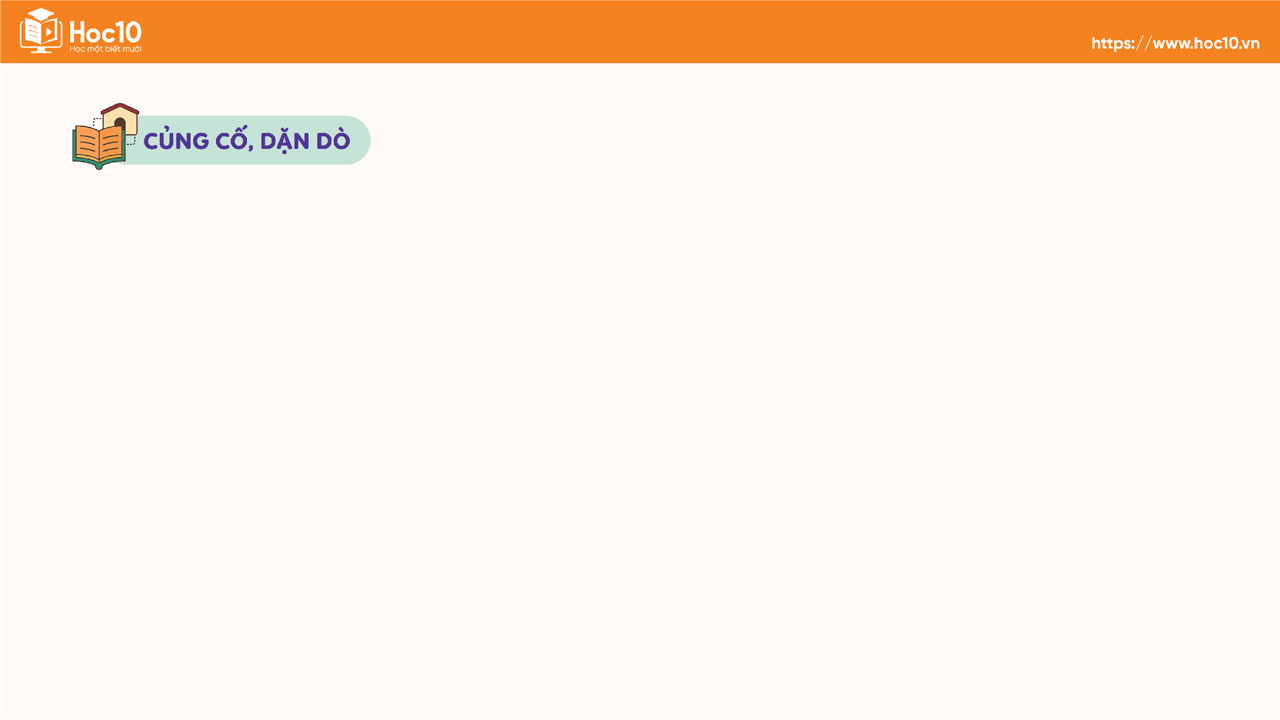 Hoc10
Học một biết mười
https://www.hoc10.vn
CỦNG CỐ, DẶN DÒ